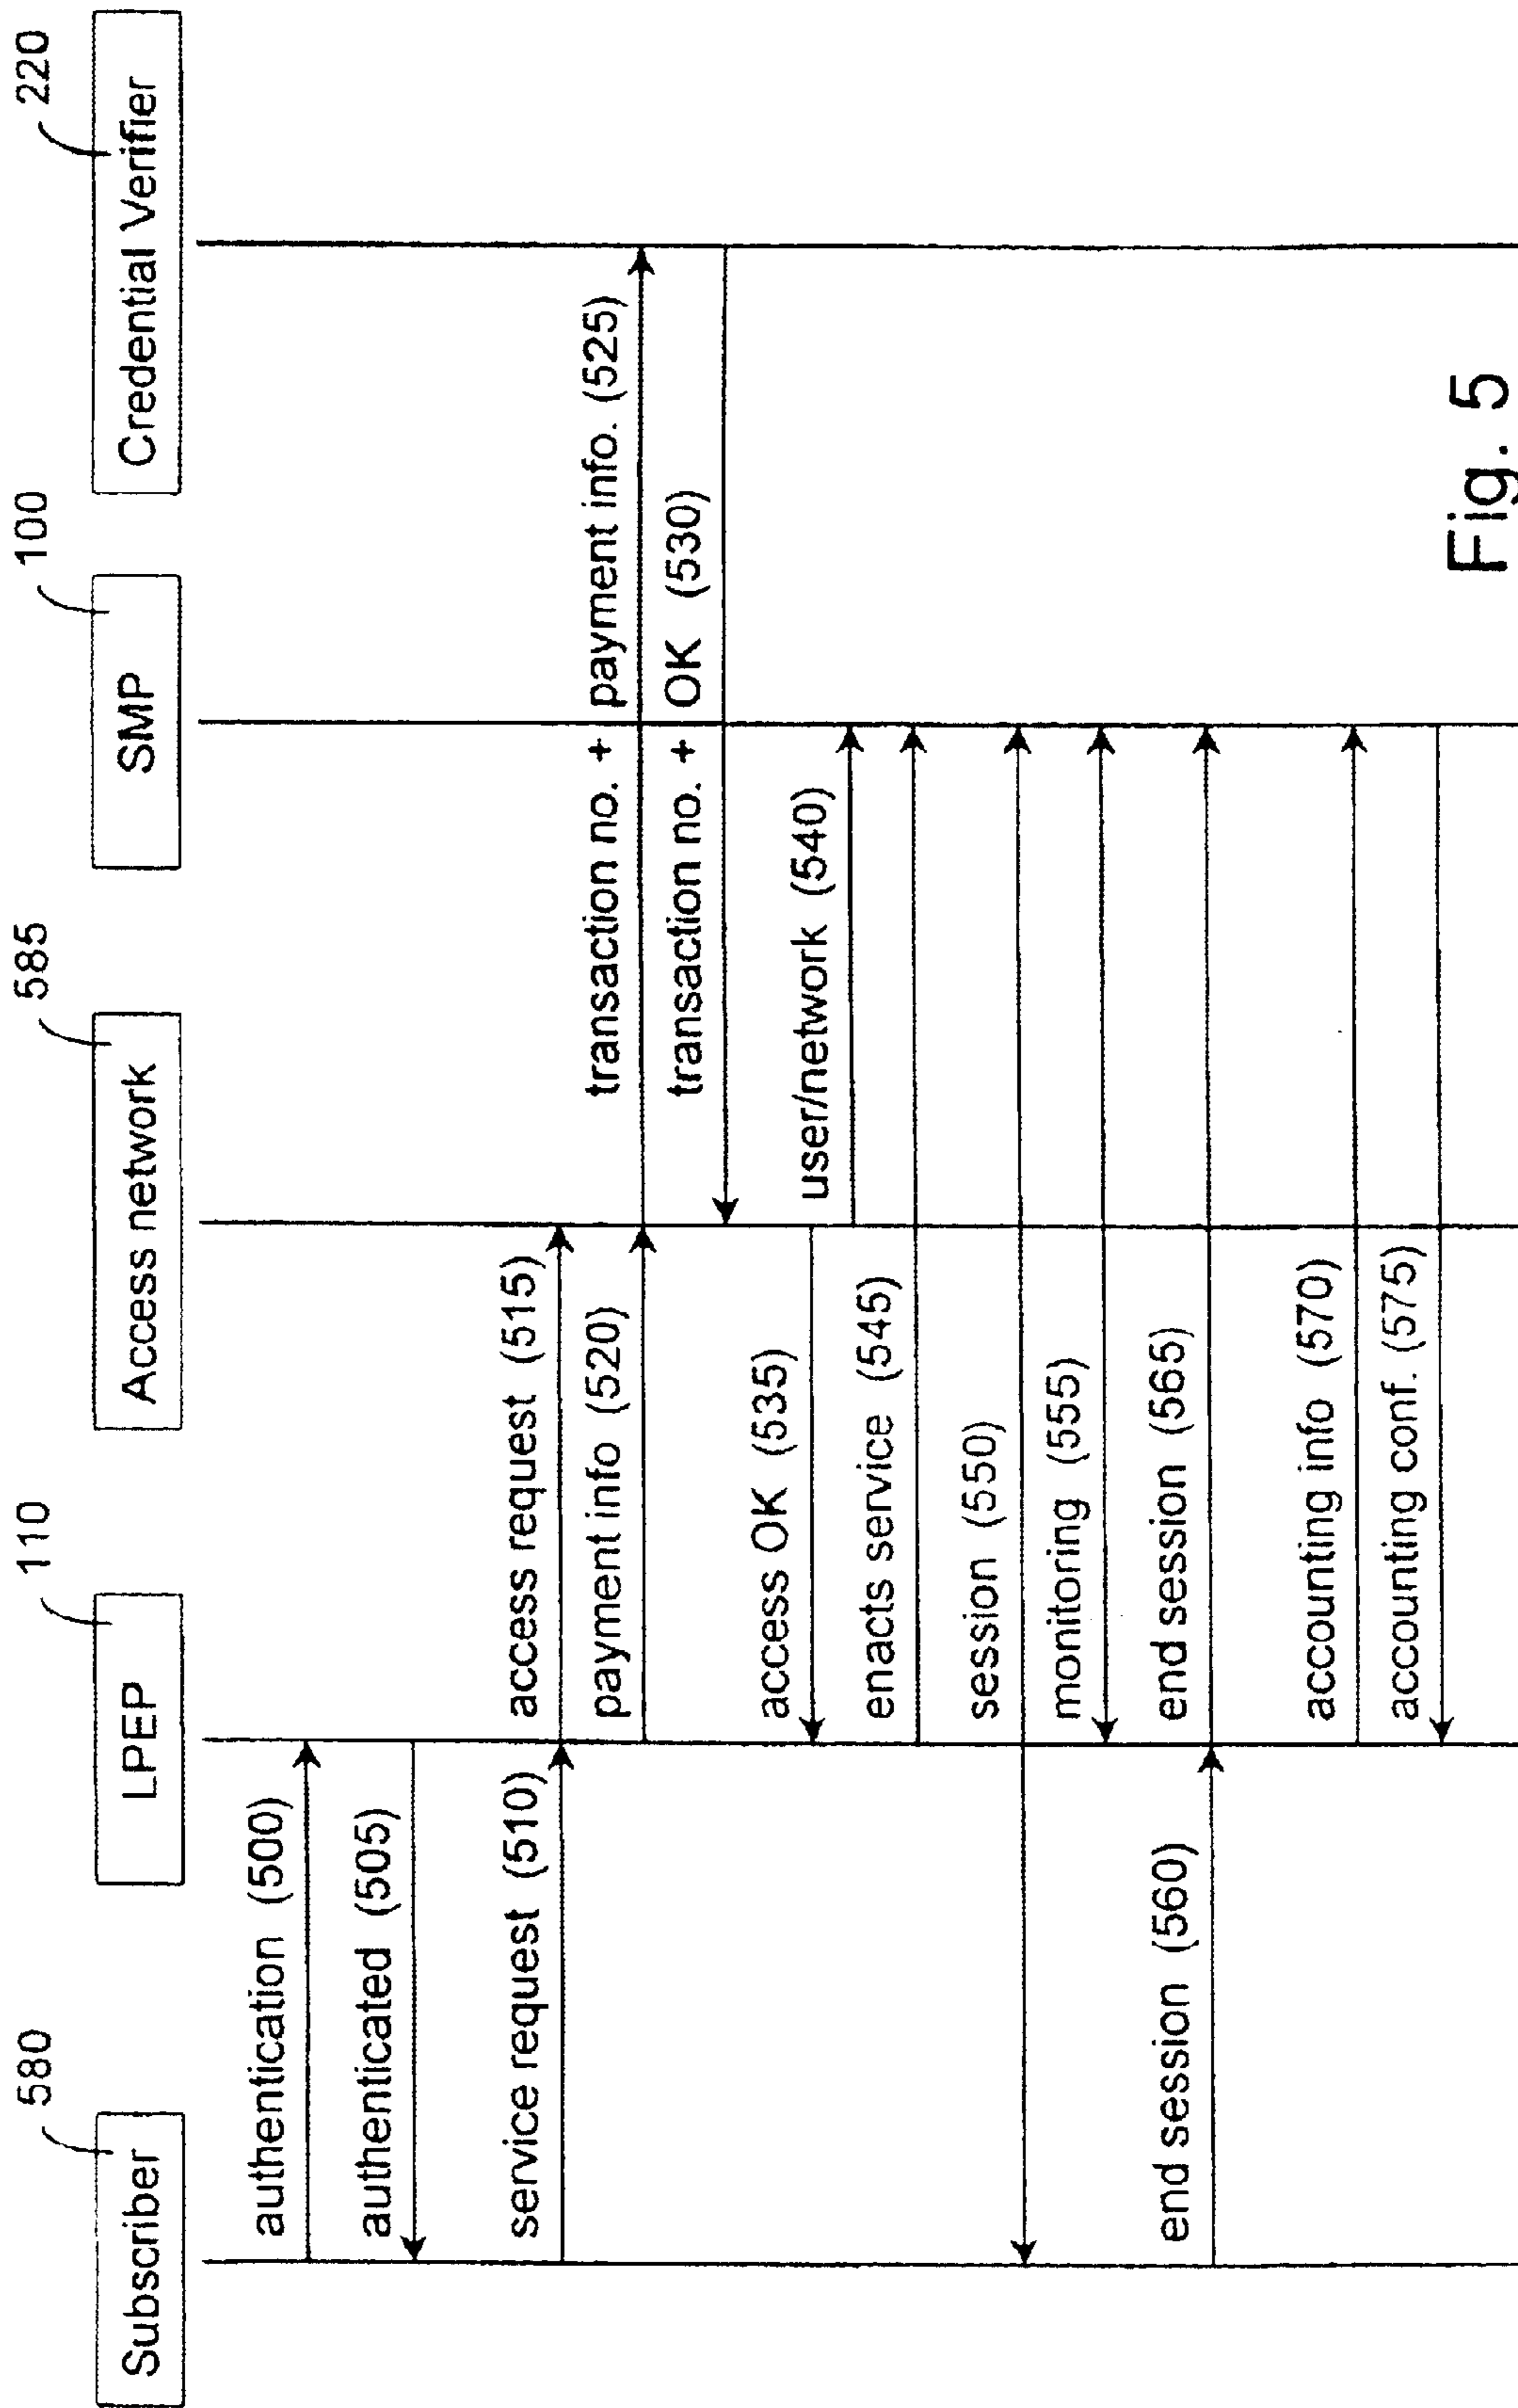 580
110
585
100
220
Subscriber
LPEP
Access network
SMP
Credential Verifier
authentication (500)
authenticated (505)
service request (510)
access request (515)
payment info (520)
transaction no. + payment info. (525)
transaction no. + OK (530)
access OK (535)
user/network (540)
enacts service (545)
session (550)
monitoring (555)
end session (560)
end session (565)
accounting info (570)
accounting conf. (575)
Fig. 5